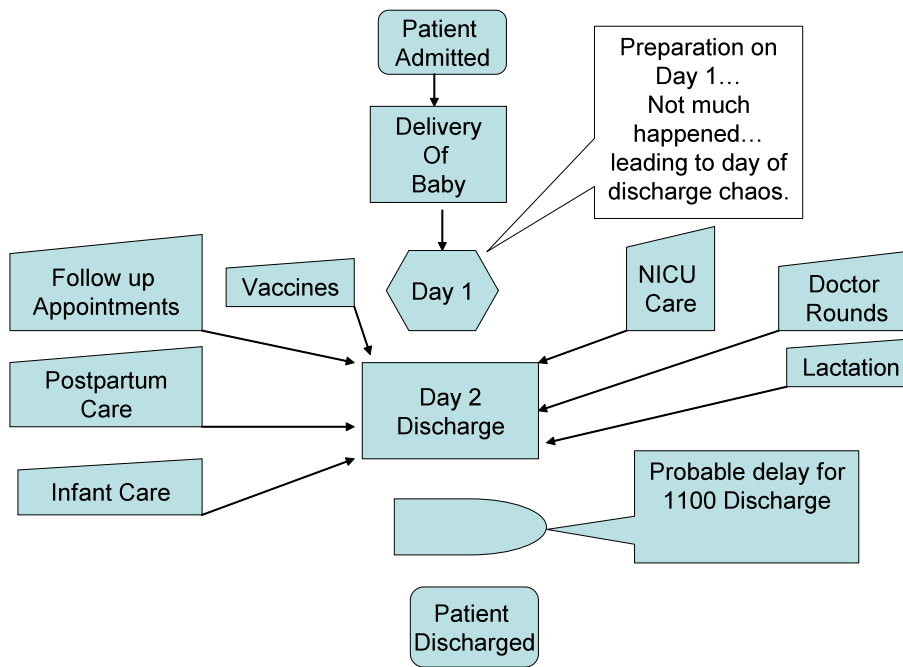 Patient
Admitted
Preparation on
Day 1…
Not much
happened…
leading to day of
discharge chaos.
Delivery
Of
Baby
Follow up
Appointments
Vaccines
Day 1
NICU
Care
Doctor
Rounds
Postpartum
Care
Day 2
Discharge
Lactation
Infant Care
Probable delay for
1100 Discharge
Patient
Discharged